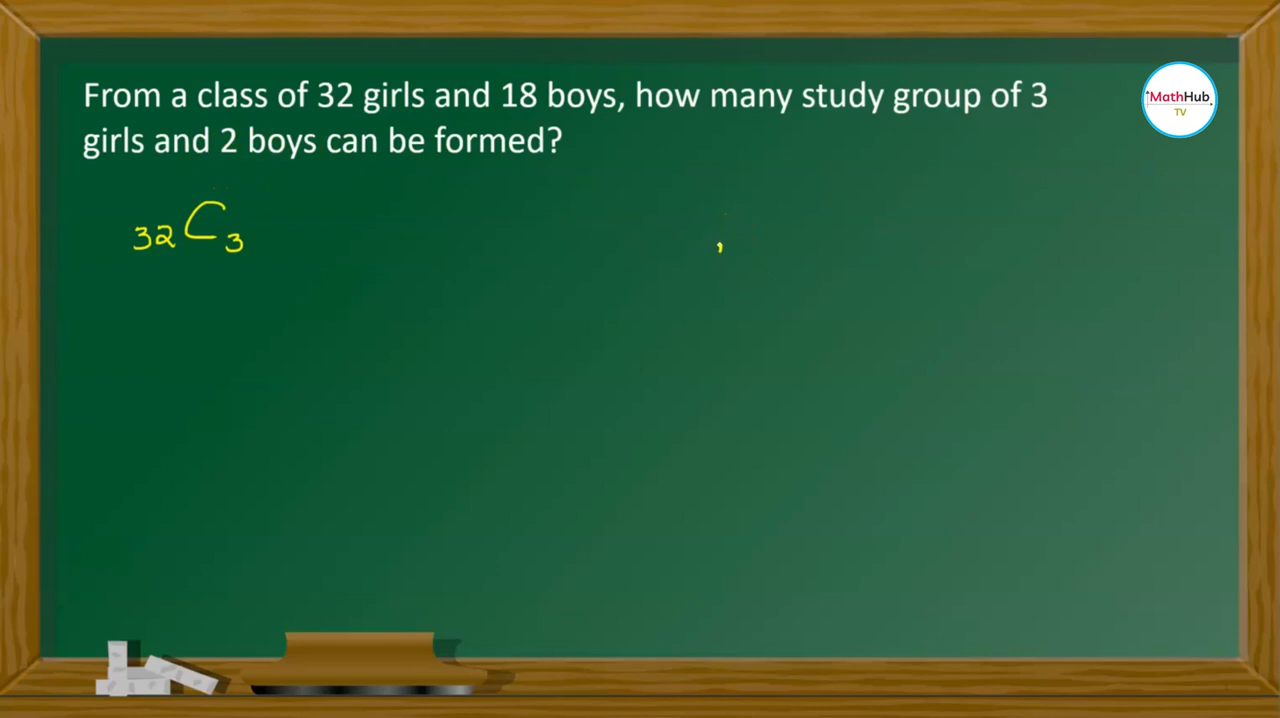 From a class of 32 girls and 18 boys, how many study group of 3
girls and 2 boys can be formed?
MathHub
TV
32C3
,